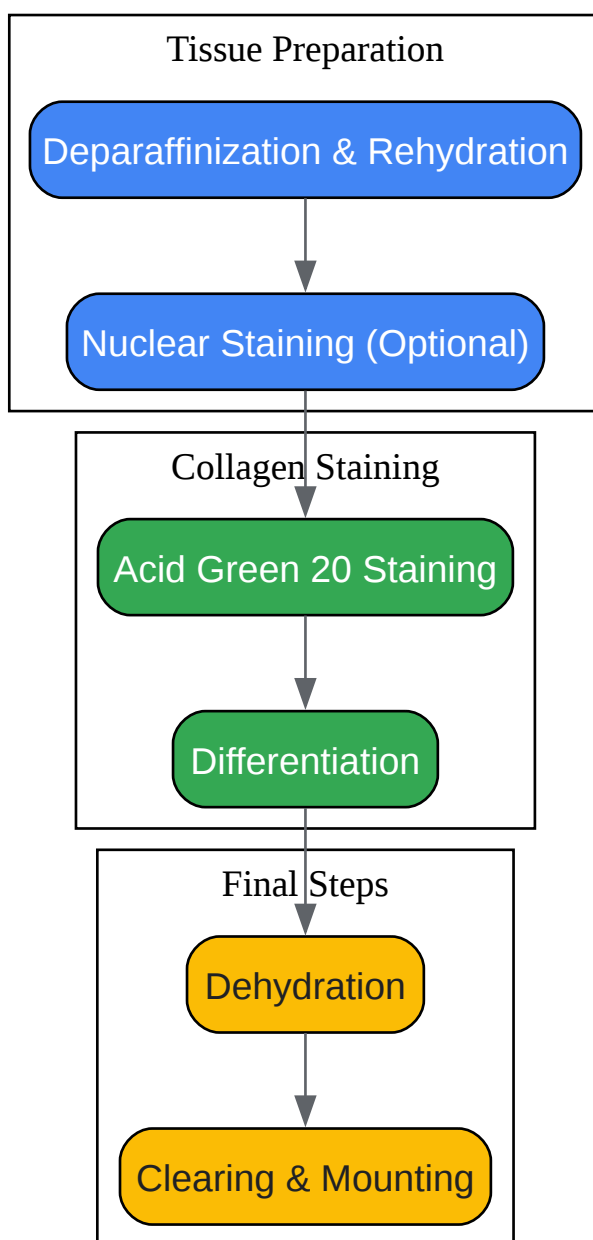 Tissue Preparation
Deparaffinization & Rehydration
Nuclear Staining (Optional)
Collagen Staining
Acid Green 20 Staining
Differentiation
Final Steps
Dehydration
Clearing & Mounting